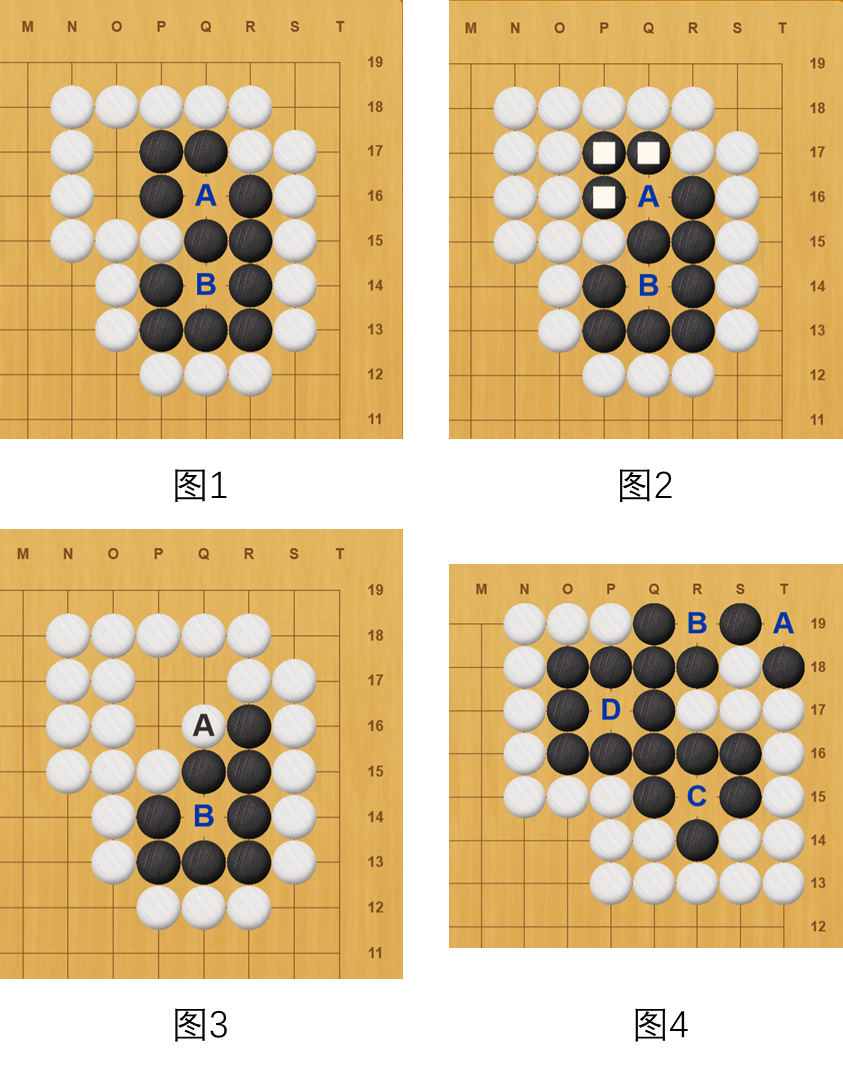 M N O P Q R S T
19
18
17
A
16
15
B
14
13
12
11
图1
M N O P Q R S T
19
18
17
A
16
15
B
14
13
12
11
图2
M N O P Q R S T
19
18
17
A
16
15
B
14
13
12
11
图3
M N O P Q R S T
B A 19
18
D 17
16
C 15
14
13
12
图4